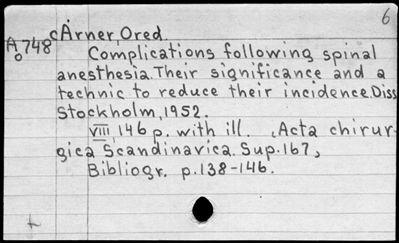 6
cÅrner, Ored.
A.748
o
Complications following spinal
anesthesia. Their significance and a
technic to reduce their incidence. Diss
Stockholm, 1952.
VIII, 146 p. with ill. (Acta chirur-
gica Scandinavica. Sup. 167)
Bibliogr. p. 138-146.